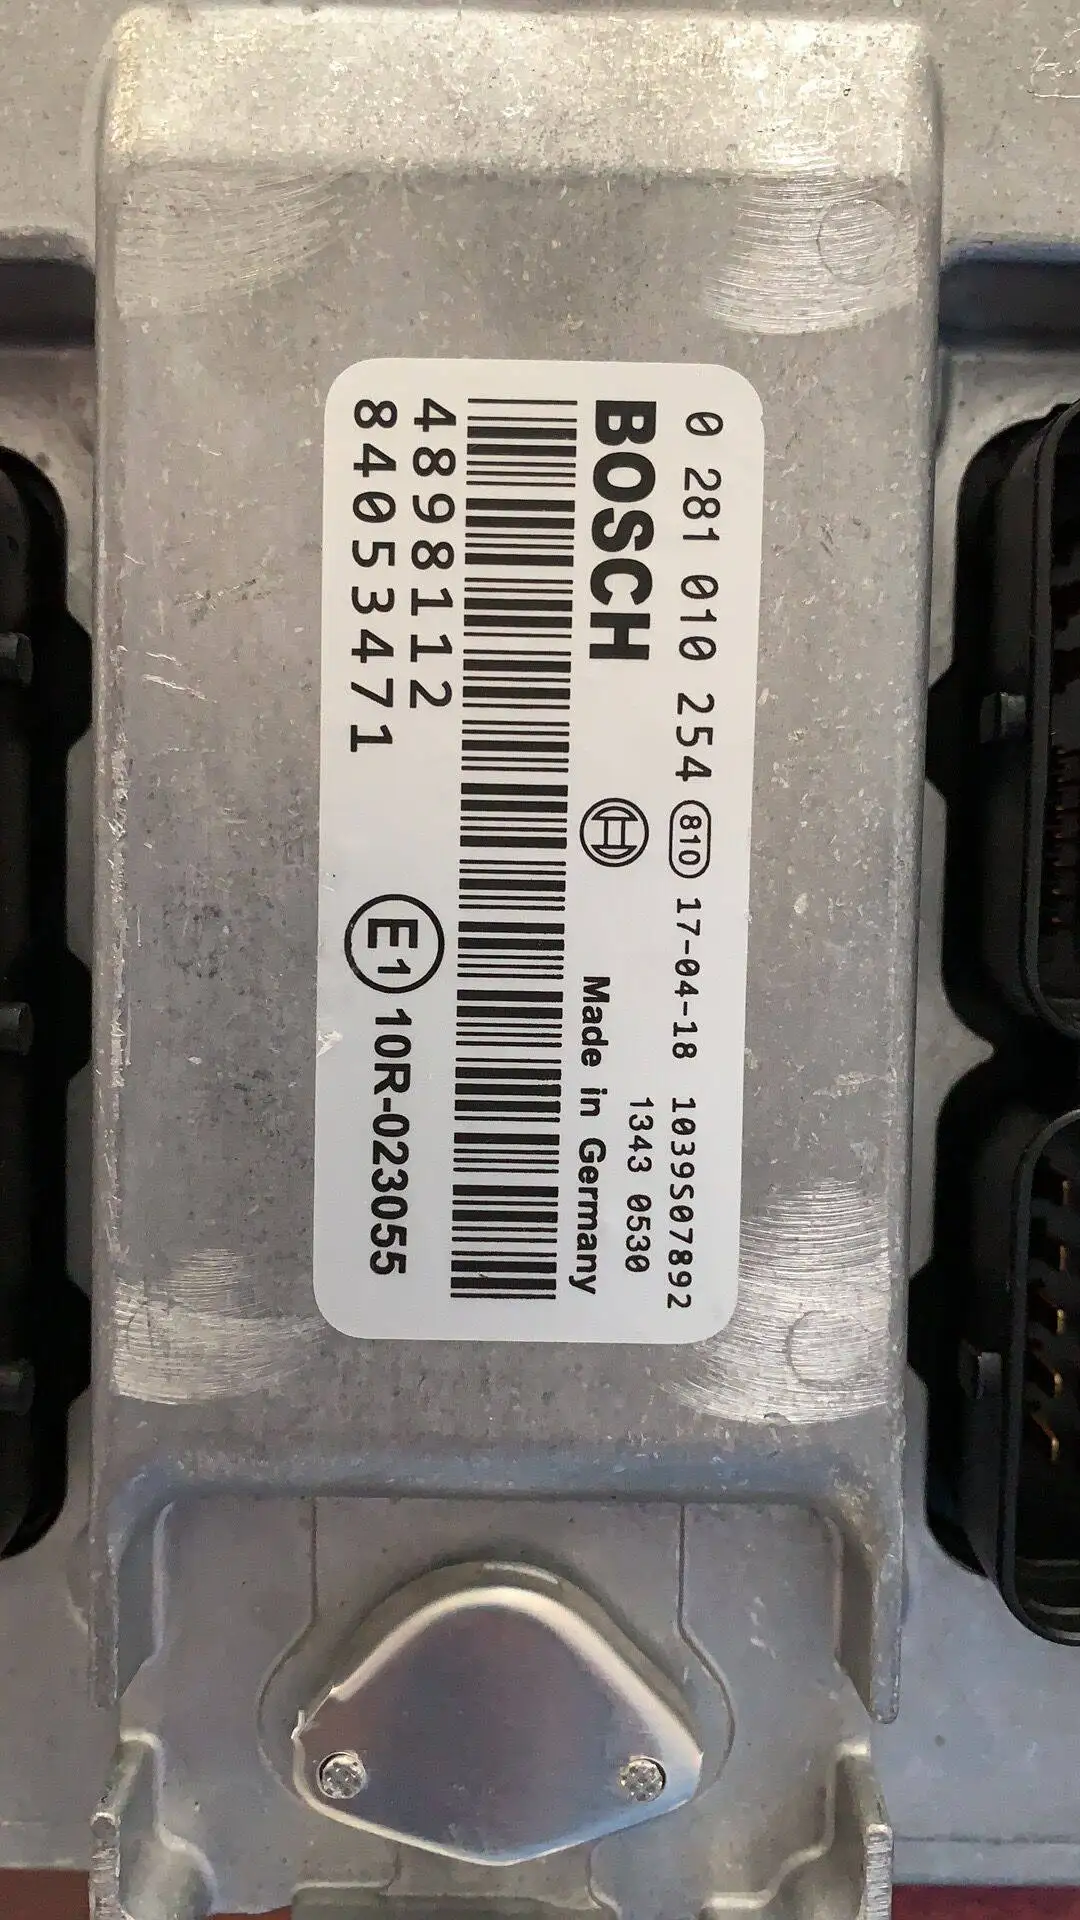 0 281 010 254 810 17-04-18 1039S07892
1343 0530
BOSCH Made in Germany
4898112
84053471 E1 10R-023055